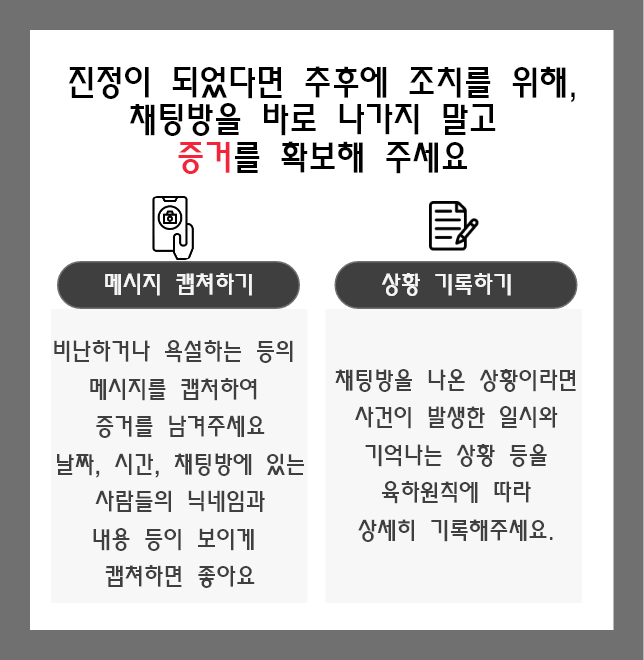 진정이 되었다면 추후에 조치를 위해,
채팅방을 바로 나가지 말고
증거를 확보해 주세요
메시지 캡쳐하기
비난하거나 욕설하는 등의
메시지를 캡처하여
증거를 남겨주세요
날짜, 시간, 채팅방에 있는
사람들의 닉네임과
내용 등이 보이게
캡쳐하면 좋아요
상황 기록하기
채팅방을 나온 상황이라면
사건이 발생한 일시와
기억나는 상황 등을
육하원칙에 따라
상세히 기록해주세요.